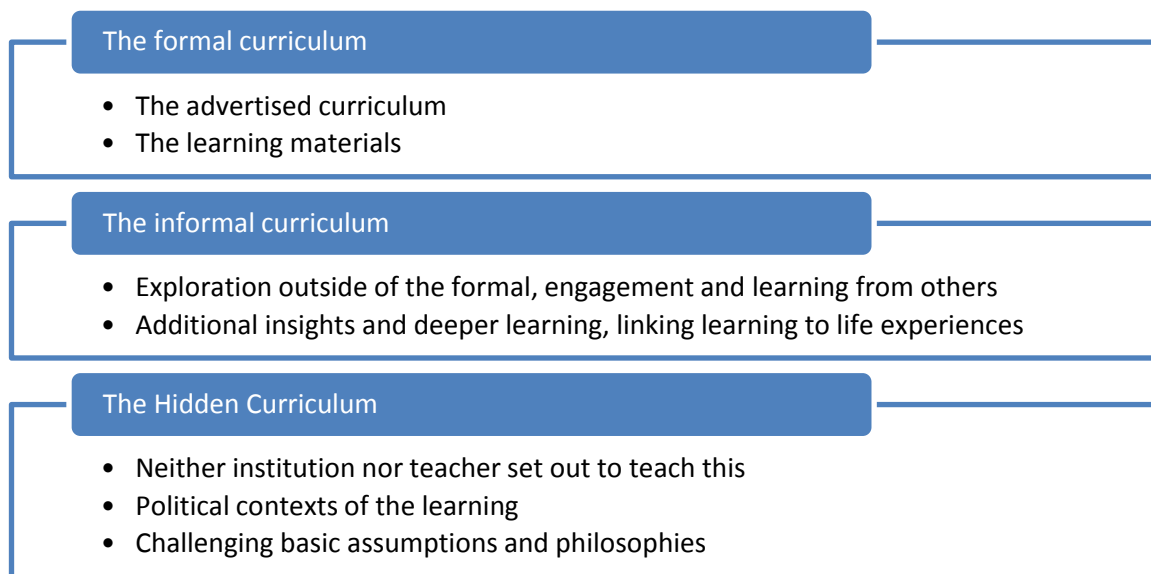 The formal curriculum
• The advertised curriculum
• The learning materials
The informal curriculum
• Exploration outside of the formal, engagement and learning from others
• Additional insights and deeper learning, linking learning to life experiences
The Hidden Curriculum
• Neither institution nor teacher set out to teach this
• Political contexts of the learning
• Challenging basic assumptions and philosophies